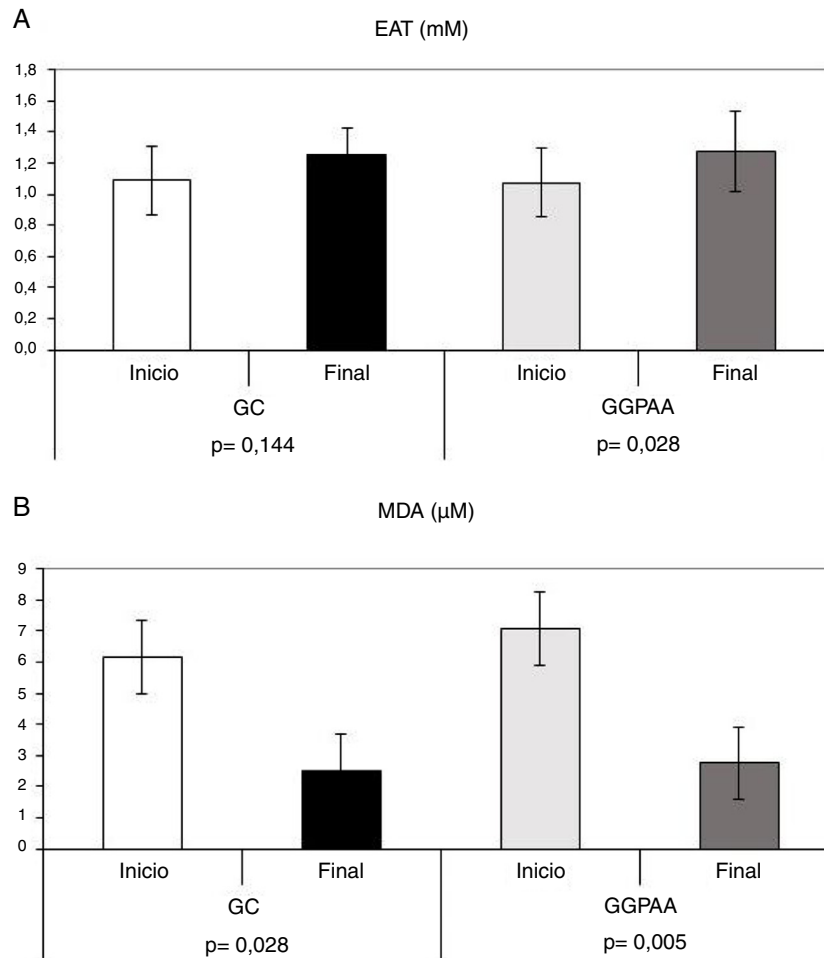 A
EAT (mM)
1,8
1,6
1,4
1,2
1,0
0,8
0,6
0,4
0,2
0,0
Inicio Final Inicio Final
GC GGPAA
p= 0,144 p= 0,028
B
MDA (μM)
9
8
7
6
5
4
3
2
1
0
Inicio Final Inicio Final
GC GGPAA
p= 0,028 p= 0,005